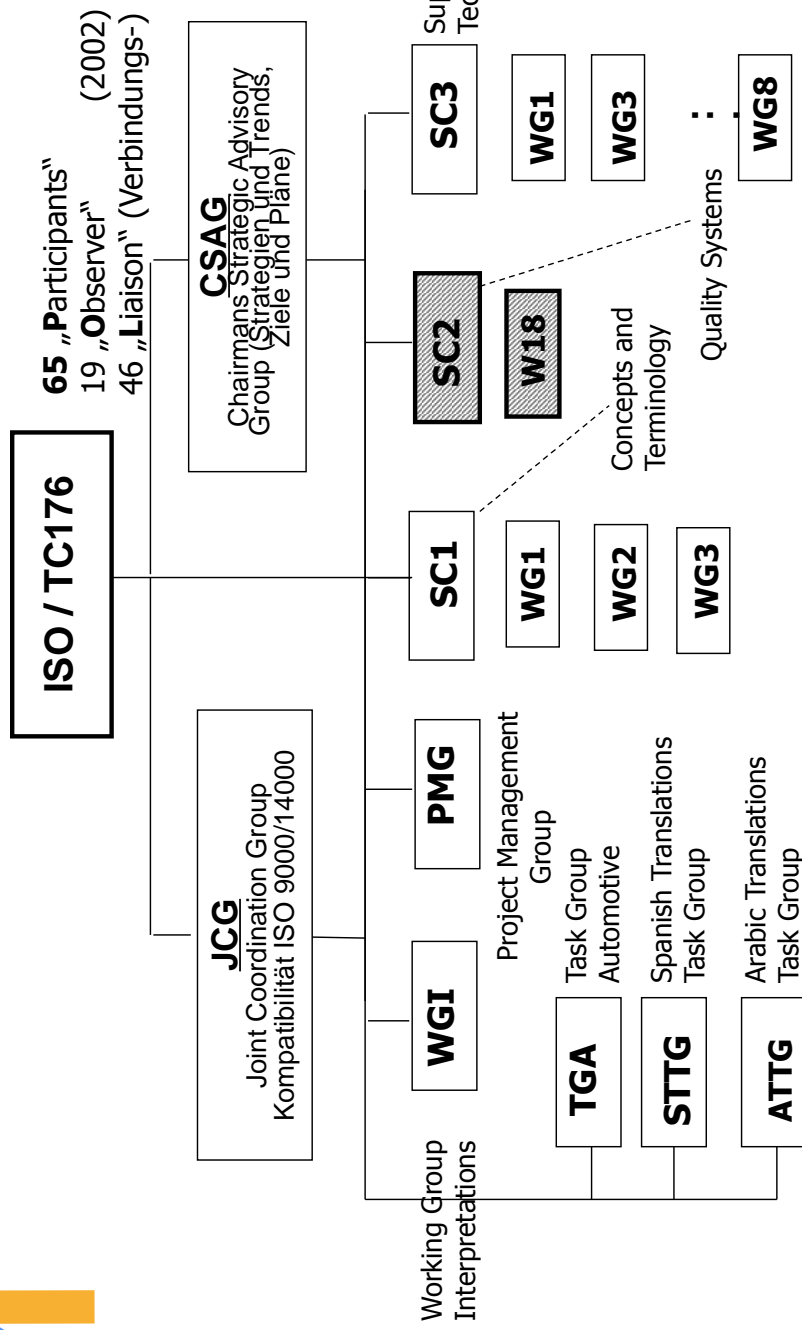 ISO / TC176
65 „Participants“
19 „Observer“ (2002)
46 „Liaison“ (Verbindungs-)
JCG
Joint Coordination Group
Kompatibilität ISO 9000/14000
CSAG
Chairmans Strategic Advisory
Group (Strategien und Trends,
Ziele und Pläne)
Working Group
Interpretations
WGI
PMG
Project Management
Group
SC1
WG1
WG2
WG3
Concepts and
Terminology
SC2
W18
Quality Systems
SC3
WG1
WG3
:
:
WG8
TGA
Task Group
Automotive
STTG
Spanish Translations
Task Group
ATTG
Arabic Translations
Task Group